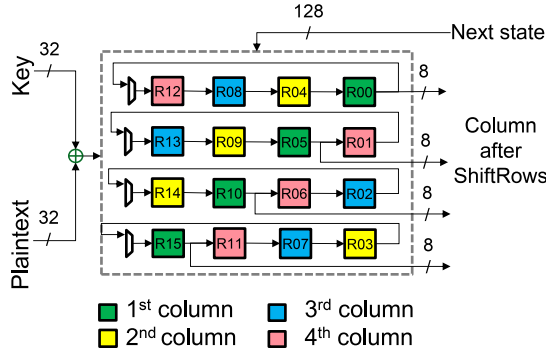 128
Next state
32
Key
R12 R08 R04 R00
8
R13 R09 R05 R01
8
Column
after
ShiftRows
R14 R10 R06 R02
8
32
Plaintext
R15 R11 R07 R03
8
1st column
3rd column
2nd column
4th column